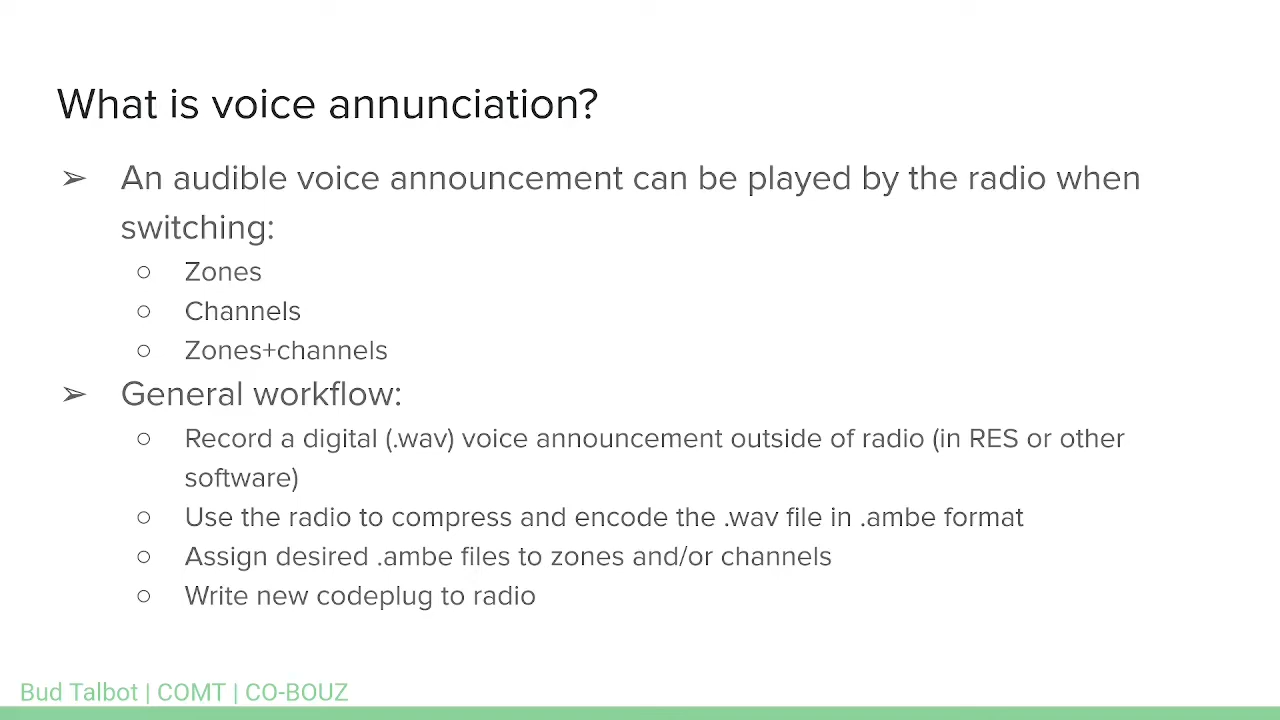 What is voice annunciation?
➢ An audible voice announcement can be played by the radio when
switching:
○ Zones
○ Channels
○ Zones+channels
➢ General workflow:
○ Record a digital (.wav) voice announcement outside of radio (in RES or other
software)
○ Use the radio to compress and encode the .wav file in .ambe format
○ Assign desired .ambe files to zones and/or channels
○ Write new codeplug to radio
Bud Talbot | COMT | CO-BOUZ